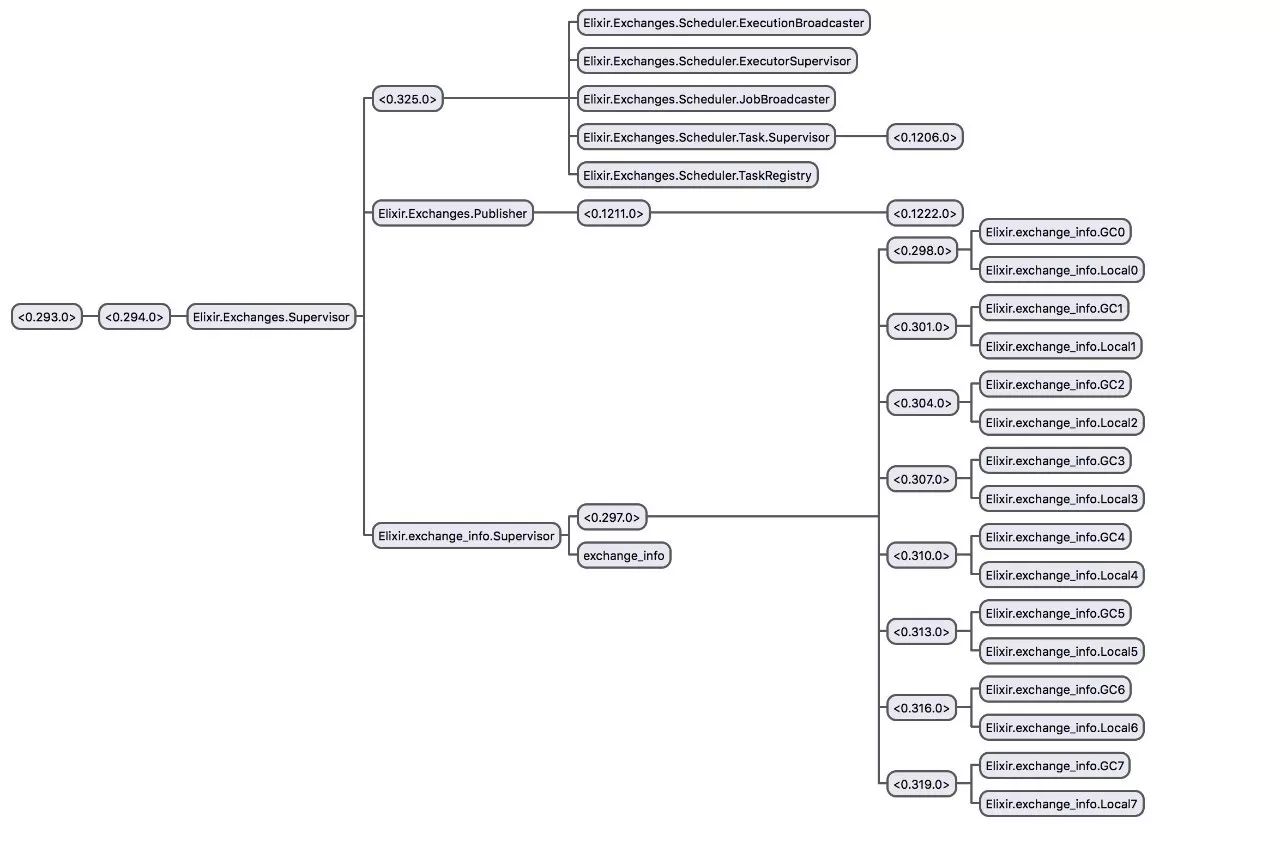 Elixir.Exchanges.Scheduler.ExecutionBroadcaster
Elixir.Exchanges.Scheduler.ExecutorSupervisor
<0.325.0>
Elixir.Exchanges.Scheduler.JobBroadcaster
Elixir.Exchanges.Scheduler.Task.Supervisor
<0.1206.0>
Elixir.Exchanges.Scheduler.TaskRegistry
Elixir.Exchanges.Publisher
<0.1211.0>
<0.1222.0>
Elixir.exchange_info.GC0
<0.298.0>
Elixir.exchange_info.Local0
Elixir.exchange_info.GC1
<0.293.0>
<0.294.0>
Elixir.Exchanges.Supervisor
<0.301.0>
Elixir.exchange_info.Local1
Elixir.exchange_info.GC2
<0.304.0>
Elixir.exchange_info.Local2
Elixir.exchange_info.GC3
<0.307.0>
Elixir.exchange_info.Local3
<0.297.0>
Elixir.exchange_info.Supervisor
Elixir.exchange_info.GC4
exchange_info
<0.310.0>
Elixir.exchange_info.Local4
Elixir.exchange_info.GC5
<0.313.0>
Elixir.exchange_info.Local5
Elixir.exchange_info.GC6
<0.316.0>
Elixir.exchange_info.Local6
Elixir.exchange_info.GC7
<0.319.0>
Elixir.exchange_info.Local7